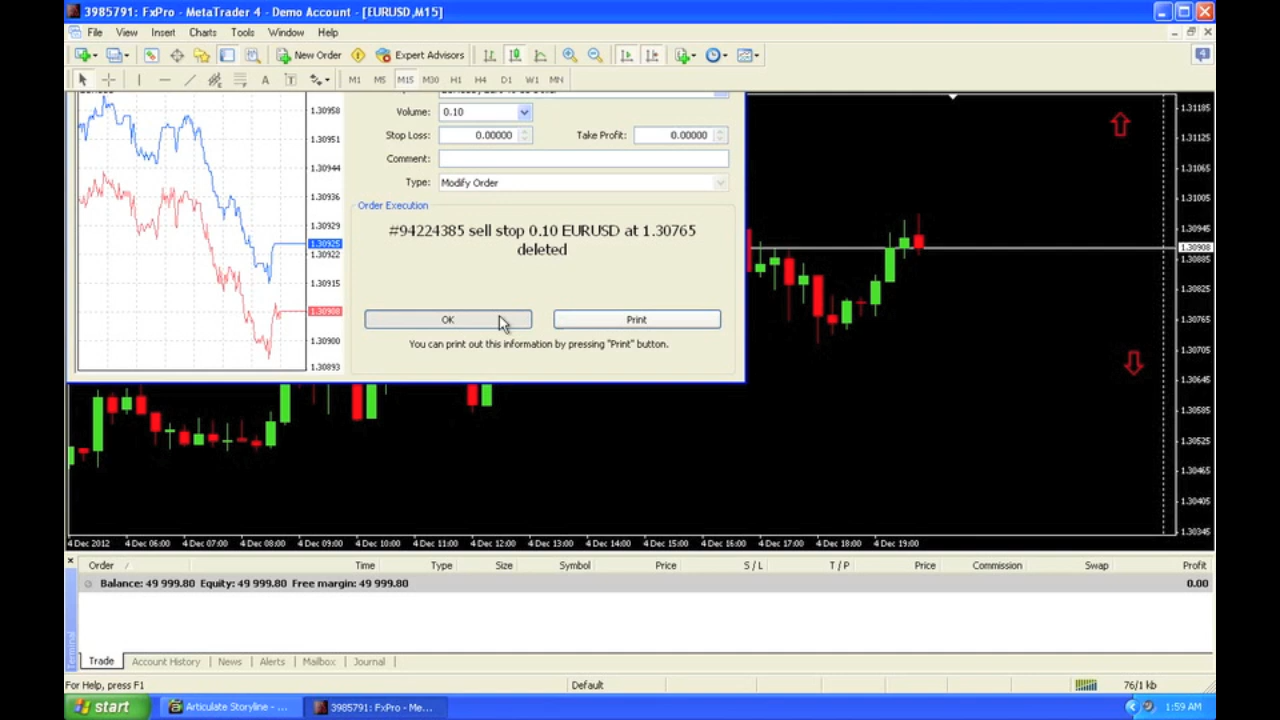 3985791: FxPro - MetaTrader 4 - Demo Account - [EURUSD,M15]
File View Insert Charts Tools Window Help
New Order Expert Advisors 4
A T M1 M5 M15 M30 H1 H4 D1 W1 MN
1.30958
1.30951
1.30944
1.30936
1.30929
1.30925
1.30922
1.30915
1.30908
1.30900
1.30893
Volume: 0.10
Stop Loss: 0.00000 Take Profit: 0.00000
Comment:
Type: Modify Order
Order Execution
#94224385 sell stop 0.10 EURUSD at 1.30765
deleted
OK Print
You can print out this information by pressing "Print" button.
1.31185
1.31125
1.31065
1.31005
1.30945
1.30908
1.30885
1.30825
1.30765
1.30705
1.30645
1.30585
1.30525
1.30465
1.30405
1.30345
4 Dec 2012 4 Dec 06:00 4 Dec 07:00 4 Dec 08:00 4 Dec 09:00 4 Dec 10:00 4 Dec 11:00 4 Dec 12:00 4 Dec 13:00 4 Dec 14:00 4 Dec 15:00 4 Dec 16:00 4 Dec 17:00 4 Dec 18:00 4 Dec 19:00
Order / Time Type Size Symbol Price S / L T / P Price Commission Swap Profit
Balance: 49 999.80 Equity: 49 999.80 Free margin: 49 999.80 0.00
Terminal
Trade Account History News Alerts Mailbox Journal
For Help, press F1 Default 76/1 kb
start Articulate Storyline - ... 3985791: FxPro - Me... 1:59 AM